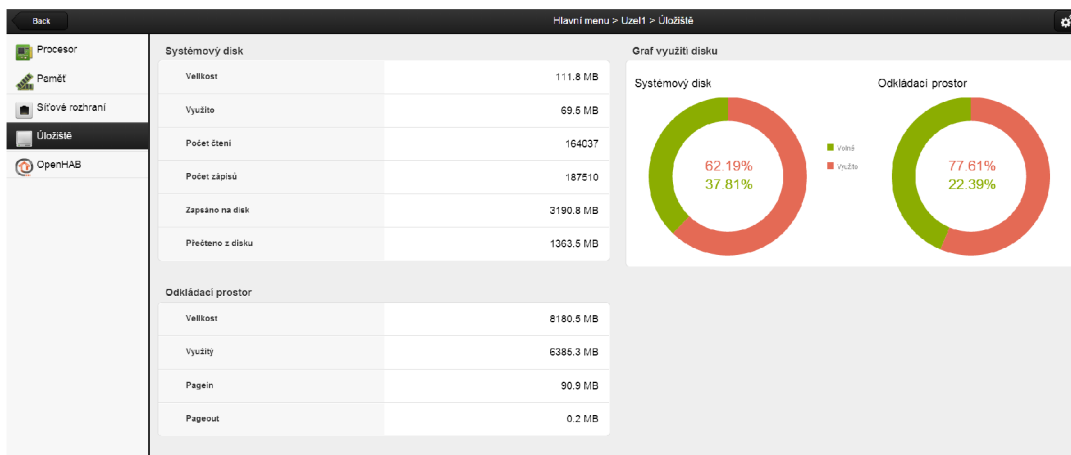 Back
Hlavní menu > Uzel1 > Úložiště
Procesor
Paměť
Síťové rozhraní
Úložiště
OpenHAB
Systémový disk
Velikost 111.8 MB
Využito 69.5 MB
Počet čtení 164037
Počet zápisů 187510
Zapsáno na disk 3190.8 MB
Přečteno z disku 1363.5 MB
Odkládací prostor
Velikost 8180.5 MB
Využitý 6385.3 MB
Pagein 90.9 MB
Pageout 0.2 MB
Graf využití disku
Systémový disk
62.19%
37.81%
Volné
Využito
Odkládací prostor
77.61%
22.39%